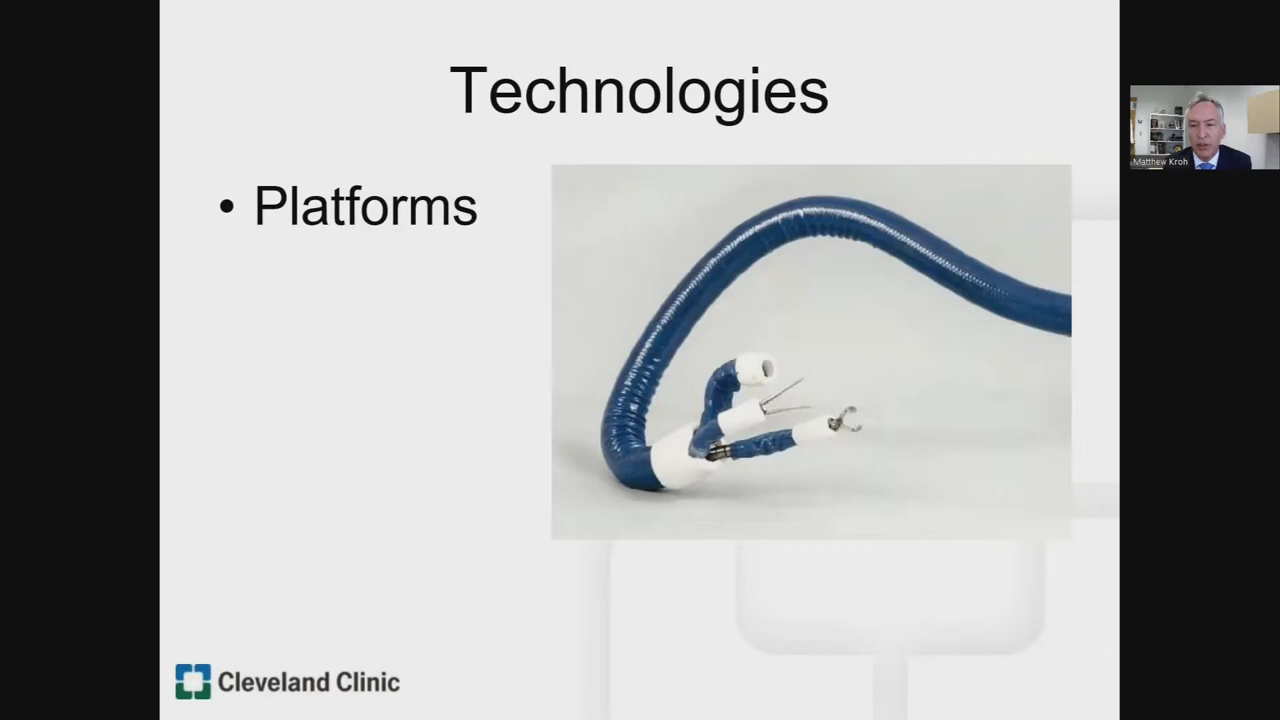 Technologies
• Platforms
Matthew Kroh
Cleveland Clinic